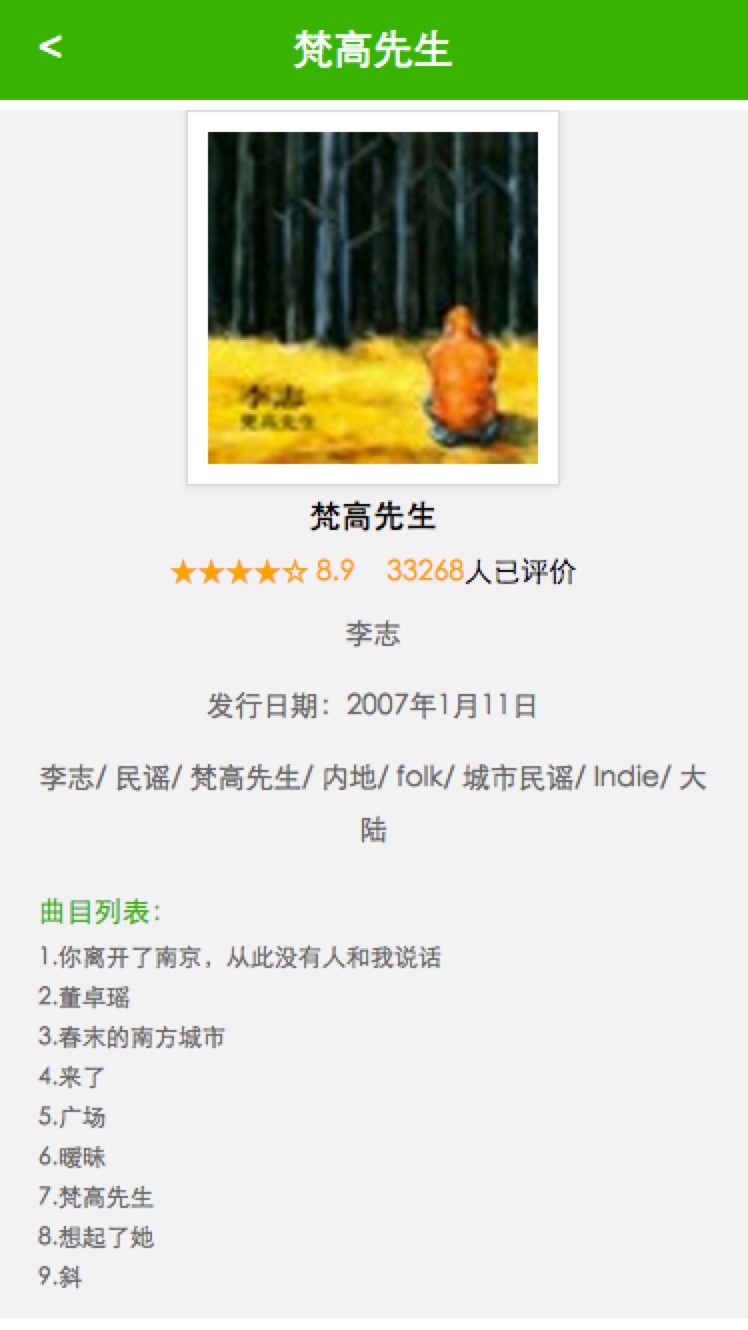 <
梵高先生
李志
梵高先生
梵高先生
★★★★☆ 8.9 33268人已评价
李志
发行日期：2007年1月11日
李志/ 民谣/ 梵高先生/ 内地/ folk/ 城市民谣/ Indie/ 大
陆
曲目列表：
1.你离开了南京，从此没有人和我说话
2.董卓瑶
3.春末的南方城市
4.来了
5.广场
6.暧昧
7.梵高先生
8.想起了她
9.斜